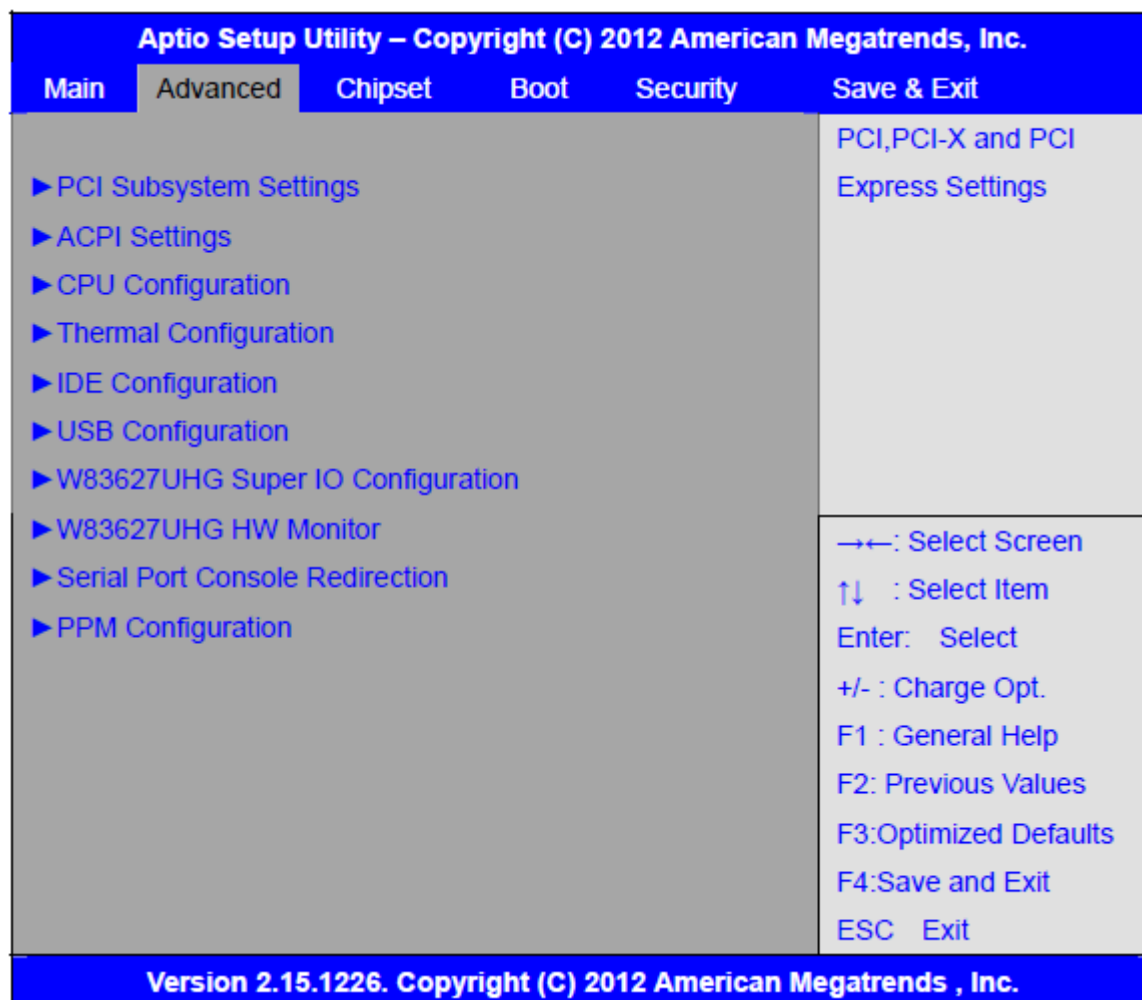 Aptio Setup Utility – Copyright (C) 2012 American Megatrends, Inc.
Main Advanced Chipset Boot Security Save & Exit
►PCI Subsystem Settings
►ACPI Settings
►CPU Configuration
►Thermal Configuration
►IDE Configuration
►USB Configuration
►W83627UHG Super IO Configuration
►W83627UHG HW Monitor
►Serial Port Console Redirection
►PPM Configuration
PCI,PCI-X and PCI
Express Settings
→←: Select Screen
↑↓ : Select Item
Enter: Select
+/- : Charge Opt.
F1 : General Help
F2: Previous Values
F3:Optimized Defaults
F4:Save and Exit
ESC Exit
Version 2.15.1226. Copyright (C) 2012 American Megatrends , Inc.